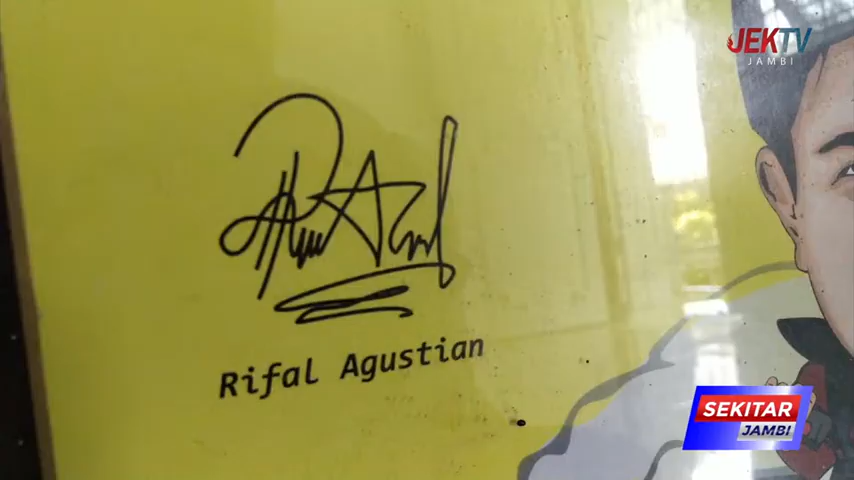 JEKTV
JAMBI
Rifal Agustian
SEKITAR
JAMBI